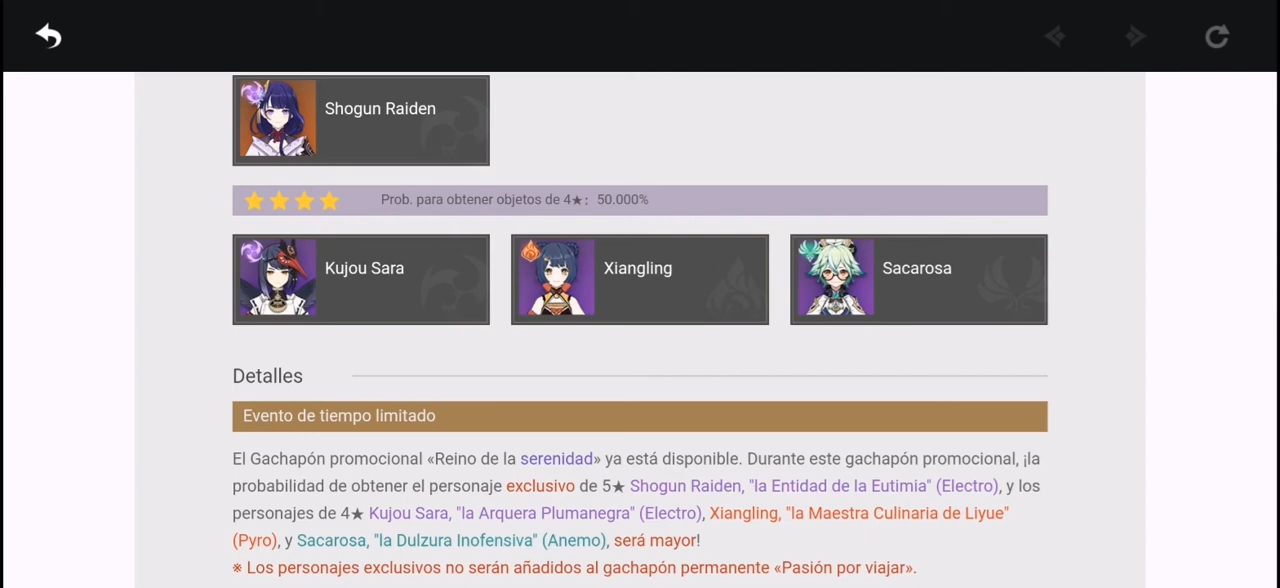 Shogun Raiden
Prob. para obtener objetos de 4★: 50.000%
Kujou Sara
Xiangling
Sacarosa
Detalles
Evento de tiempo limitado
El Gachapón promocional «Reino de la serenidad» ya está disponible. Durante este gachapón promocional, ¡la
probabilidad de obtener el personaje exclusivo de 5★ Shogun Raiden, "la Entidad de la Eutimia" (Electro), y los
personajes de 4★ Kujou Sara, "la Arquera Plumanegra" (Electro), Xiangling, "la Maestra Culinaria de Liyue"
(Pyro), y Sacarosa, "la Dulzura Inofensiva" (Anemo), será mayor!
※ Los personajes exclusivos no serán añadidos al gachapón permanente «Pasión por viajar».